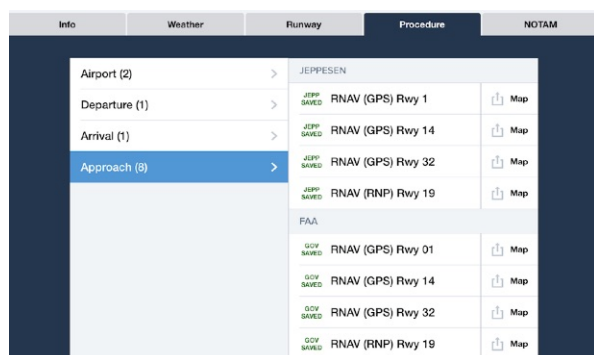 Info Weather Runway Procedure NOTAM
Airport (2)
Departure (1)
Arrival (1)
Approach (8)
JEPPESEN
JEPP SAVED RNAV (GPS) Rwy 1 Map
JEPP SAVED RNAV (GPS) Rwy 14 Map
JEPP SAVED RNAV (GPS) Rwy 32 Map
JEPP SAVED RNAV (RNP) Rwy 19 Map
FAA
GOV SAVED RNAV (GPS) Rwy 01 Map
GOV SAVED RNAV (GPS) Rwy 14 Map
GOV SAVED RNAV (GPS) Rwy 32 Map
GOV SAVED RNAV (RNP) Rwy 19 Map